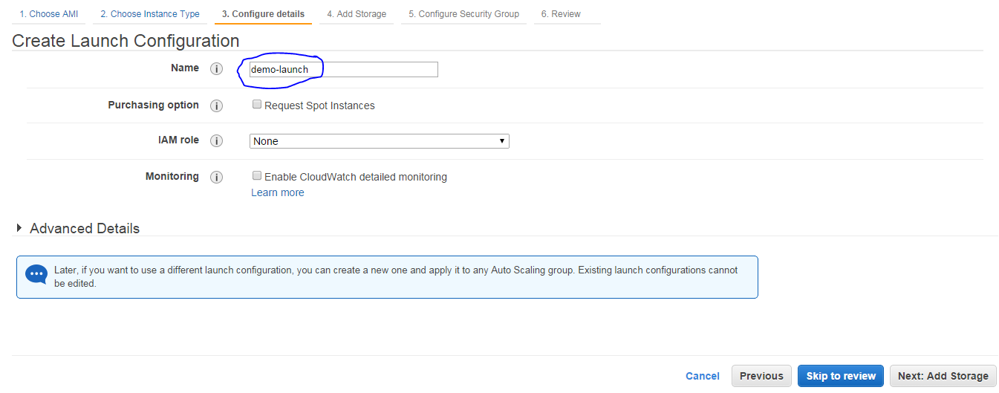 1. Choose AMI 2. Choose Instance Type 3. Configure details 4. Add Storage 5. Configure Security Group 6. Review
Create Launch Configuration
Name i demo-launch
Purchasing option i Request Spot Instances
IAM role i None
Monitoring i Enable CloudWatch detailed monitoring
Learn more
Advanced Details
Later, if you want to use a different launch configuration, you can create a new one and apply it to any Auto Scaling group. Existing launch configurations cannot
be edited.
Cancel Previous Skip to review Next: Add Storage